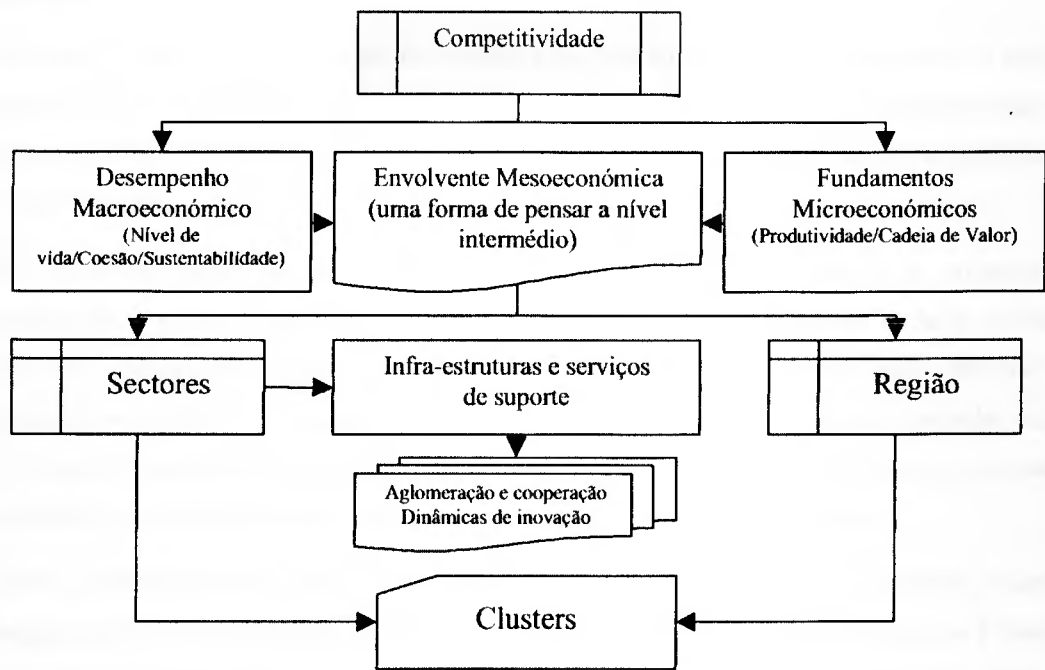 Competitividade
Desempenho
Macroeconómico
(Nível de
vida/Coesão/Sustentabilidade)
Envolvente Mesoeconómica
(uma forma de pensar a nível
intermédio)
Fundamentos
Microeconómicos
(Produtividade/Cadeia de Valor)
Sectores
Infra-estruturas e serviços
de suporte
Região
Aglomeração e cooperação
Dinâmicas de inovação
Clusters